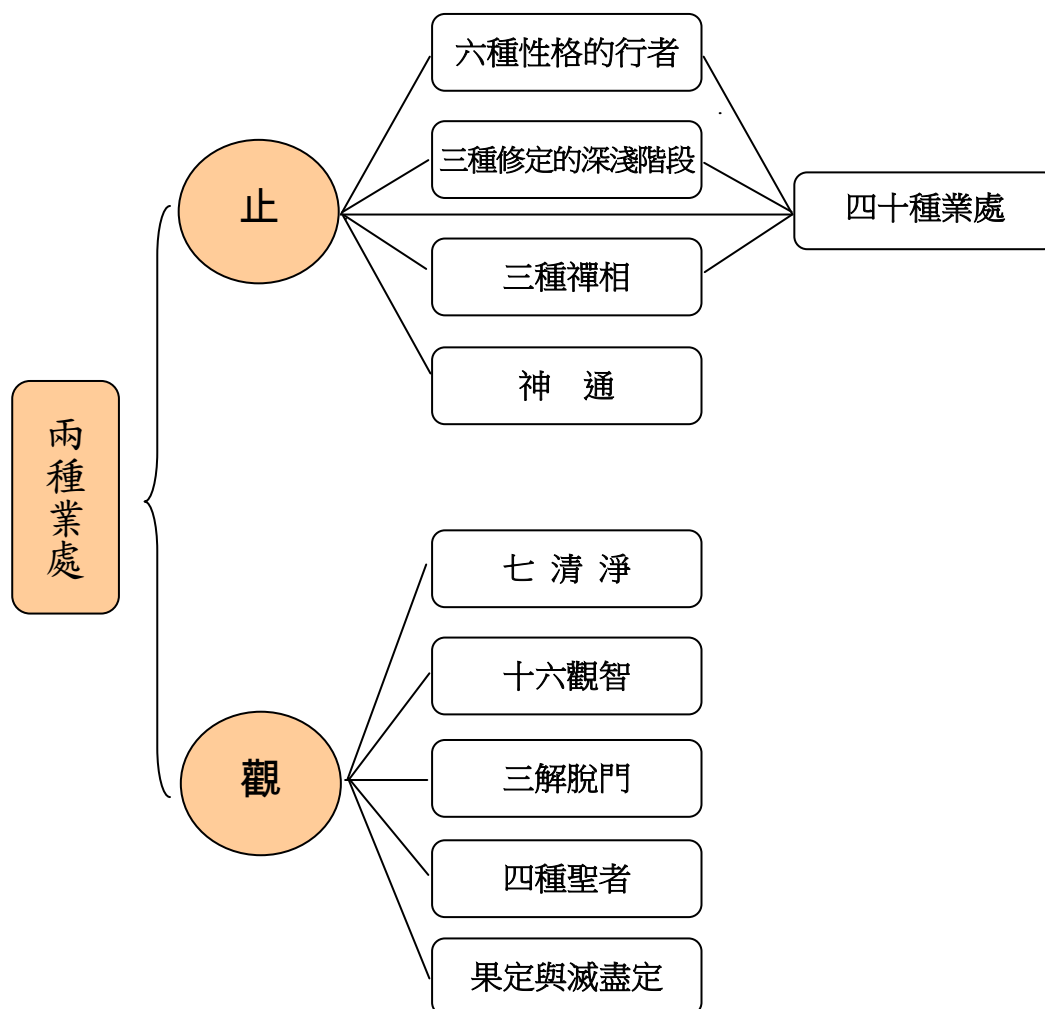 兩種業處
止
六種性格的行者
三種修定的深淺階段
三種禪相
神　通
四十種業處
觀
七 清 淨
十六觀智
三解脫門
四種聖者
果定與滅盡定